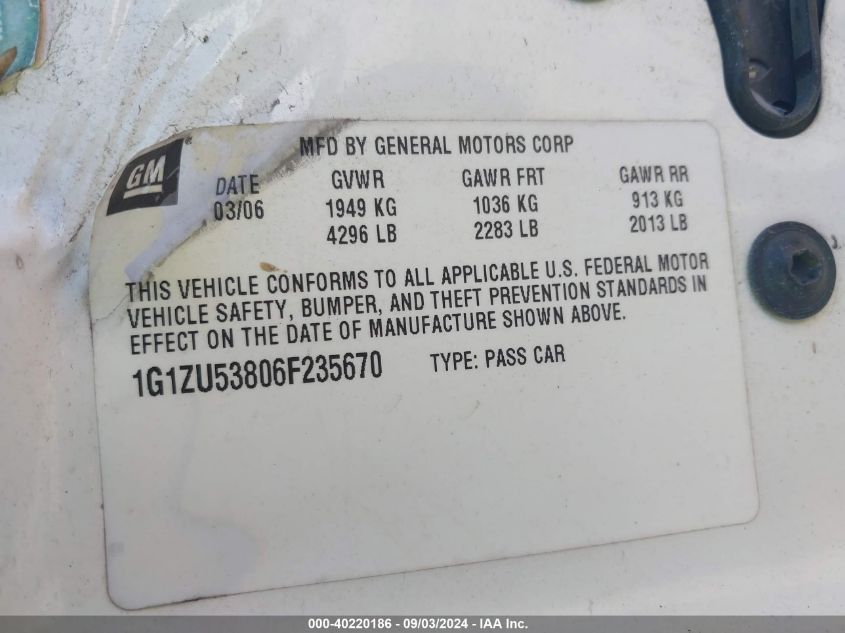 MFD BY GENERAL MOTORS CORP
GM
DATE GVWR GAWR FRT GAWR RR
03/06 1949 KG 1036 KG 913 KG
4296 LB 2283 LB 2013 LB
THIS VEHICLE CONFORMS TO ALL APPLICABLE U.S. FEDERAL MOTOR
VEHICLE SAFETY, BUMPER, AND THEFT PREVENTION STANDARDS IN
EFFECT ON THE DATE OF MANUFACTURE SHOWN ABOVE.
1G1ZU53806F235670 TYPE: PASS CAR
000-40220186 - 09/03/2024 - IAA Inc.